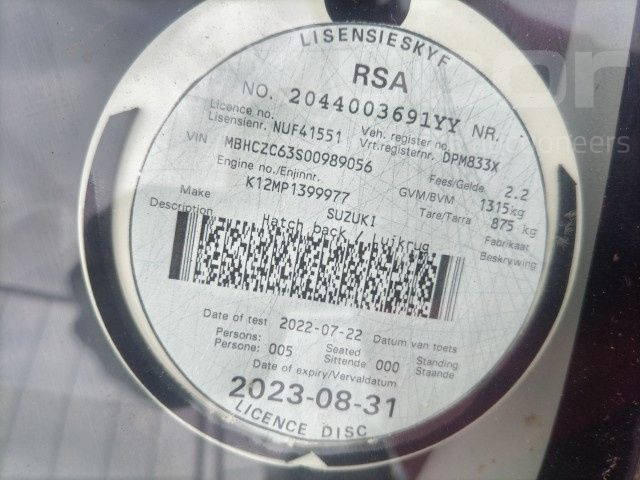 LISENSIESKYF
RSA
NO. 2044003691YY NR.
Licence no. Veh. register no.
Lisensienr. NUF41551 Vrt.registernr. DPM833X
VIN MBHCZC63S00989056 Fees/Gelde. 2.2
Engine no./Enjinnr. GVM/BVM 1315kg
K12MP1399977 Tare/Tarra 875 kg
Make SUZUKI Fabrikaat
Description Hatch back / Luikrug Beskrywing
Date of test 2022-07-22 Datum van toets
Persons: Seated Standing
Persone: 005 Sittende 000 Staande
Date of expiry/Vervaldatum
2023-08-31
LICENCE DISC